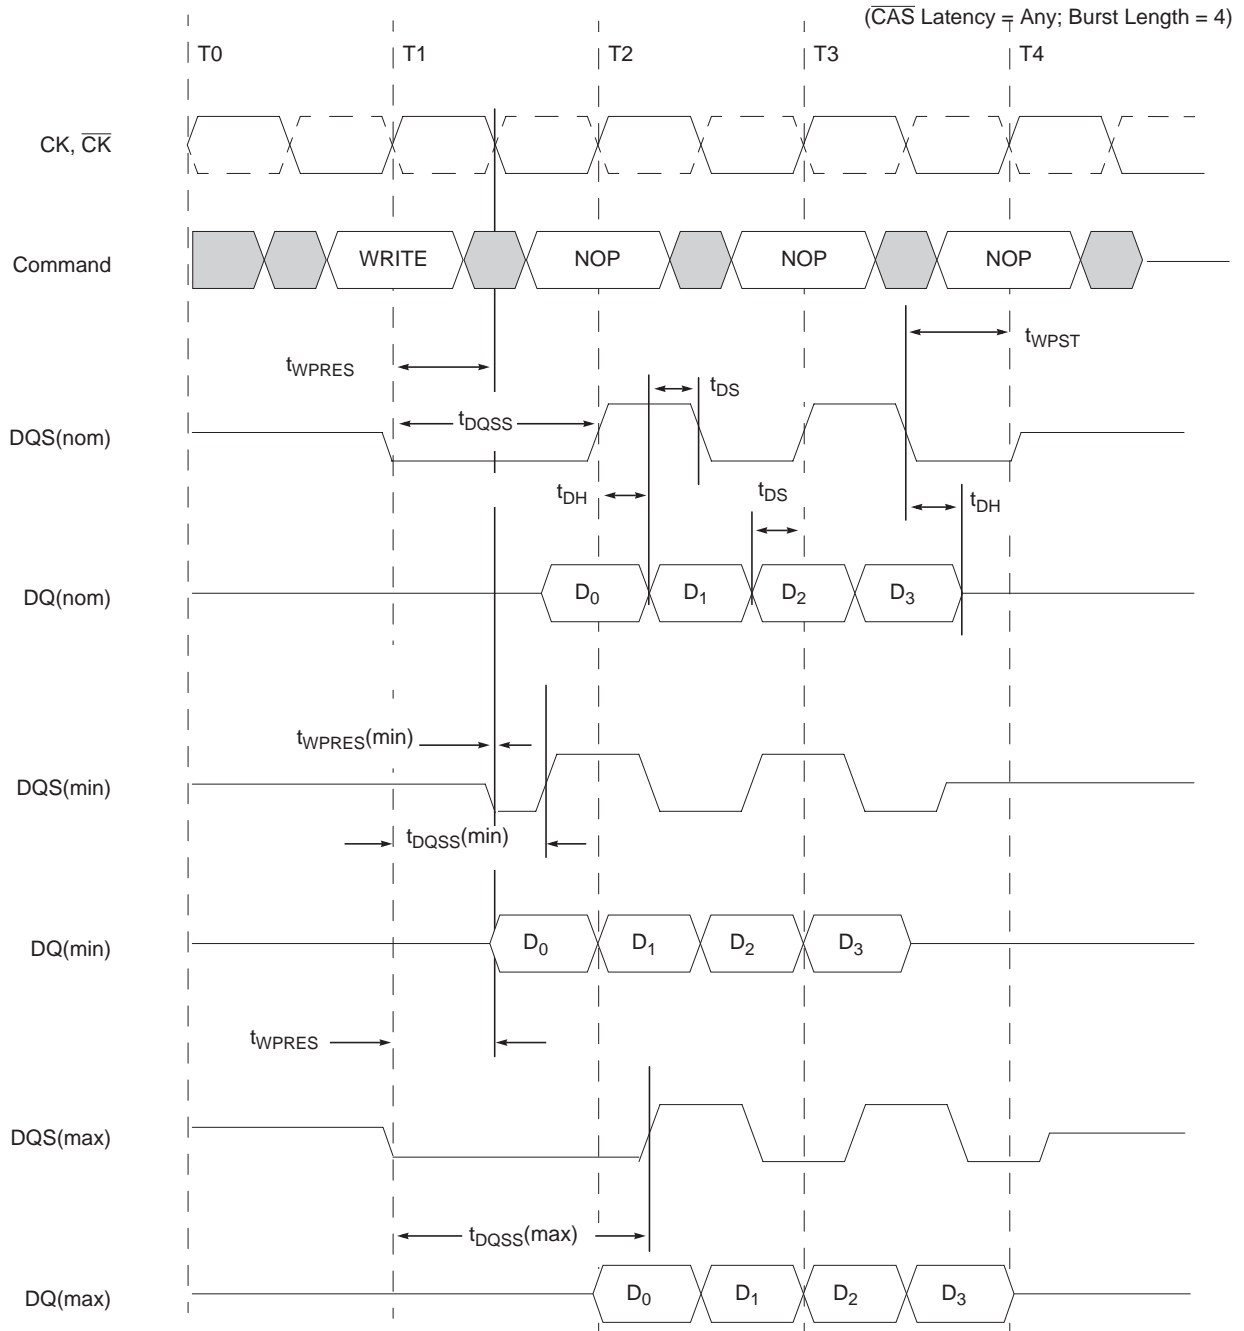 (C̅A̅S̅ Latency = Any; Burst Length = 4)
T0 T1 T2 T3 T4
CK, C̅K̅
Command WRITE NOP NOP NOP
tWPST
tWPRES
tDS
tDQSS
DQS(nom)
tDH tDS tDH
DQ(nom) D0 D1 D2 D3
tWPRES(min)
DQS(min)
tDQSS(min)
DQ(min) D0 D1 D2 D3
tWPRES
DQS(max)
tDQSS(max)
DQ(max) D0 D1 D2 D3